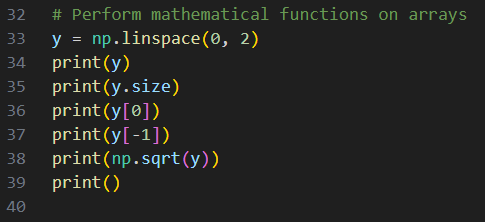 32 # Perform mathematical functions on arrays
33 y = np.linspace(0, 2)
34 print(y)
35 print(y.size)
36 print(y[0])
37 print(y[-1])
38 print(np.sqrt(y))
39 print()
40